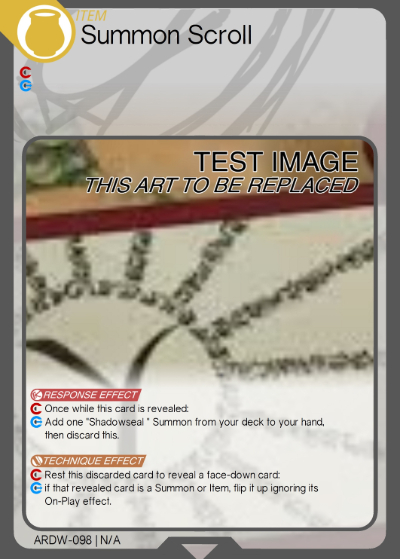 ITEM
Summon Scroll
C
C
TEST IMAGE
THIS ART TO BE REPLACED
RESPONSE EFFECT
C Once while this card is revealed:
C Add one "Shadowseal " Summon from your deck to your hand,
then discard this.
TECHNIQUE EFFECT
C Rest this discarded card to reveal a face-down card:
C if that revealed card is a Summon or Item, flip it up ignoring its
On-Play effect.
ARDW-098 | N/A